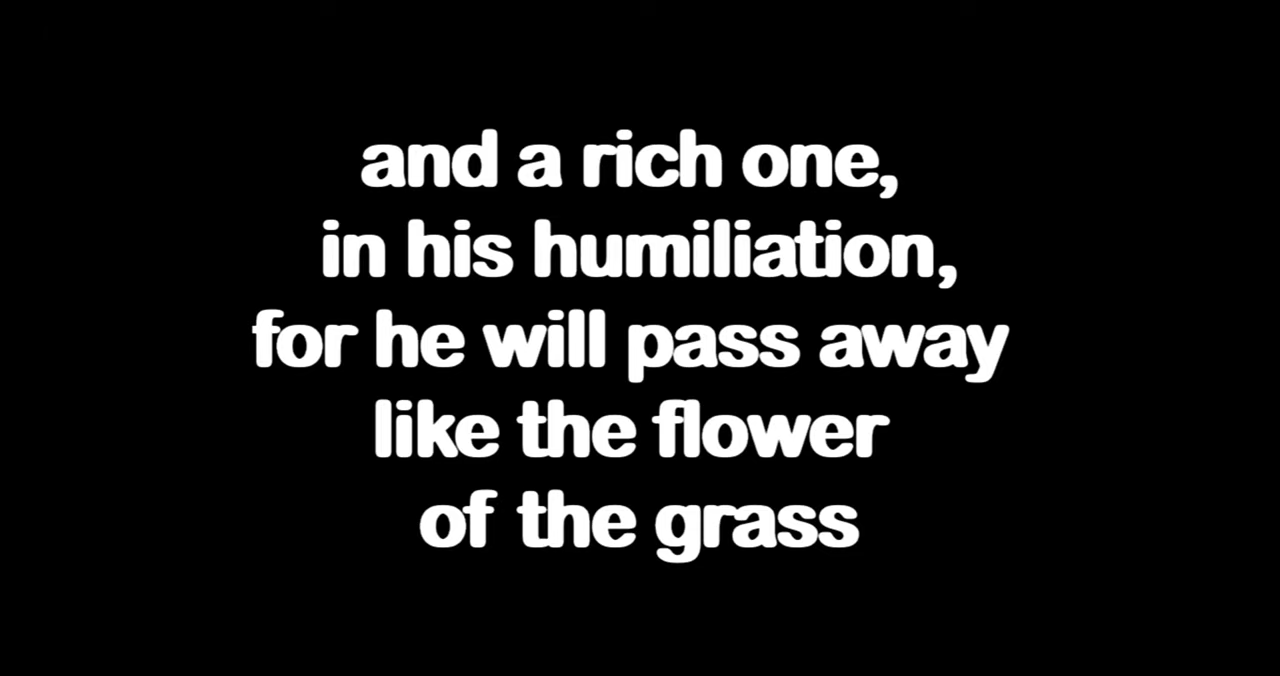 and a rich one,
in his humiliation,
for he will pass away
like the flower
of the grass